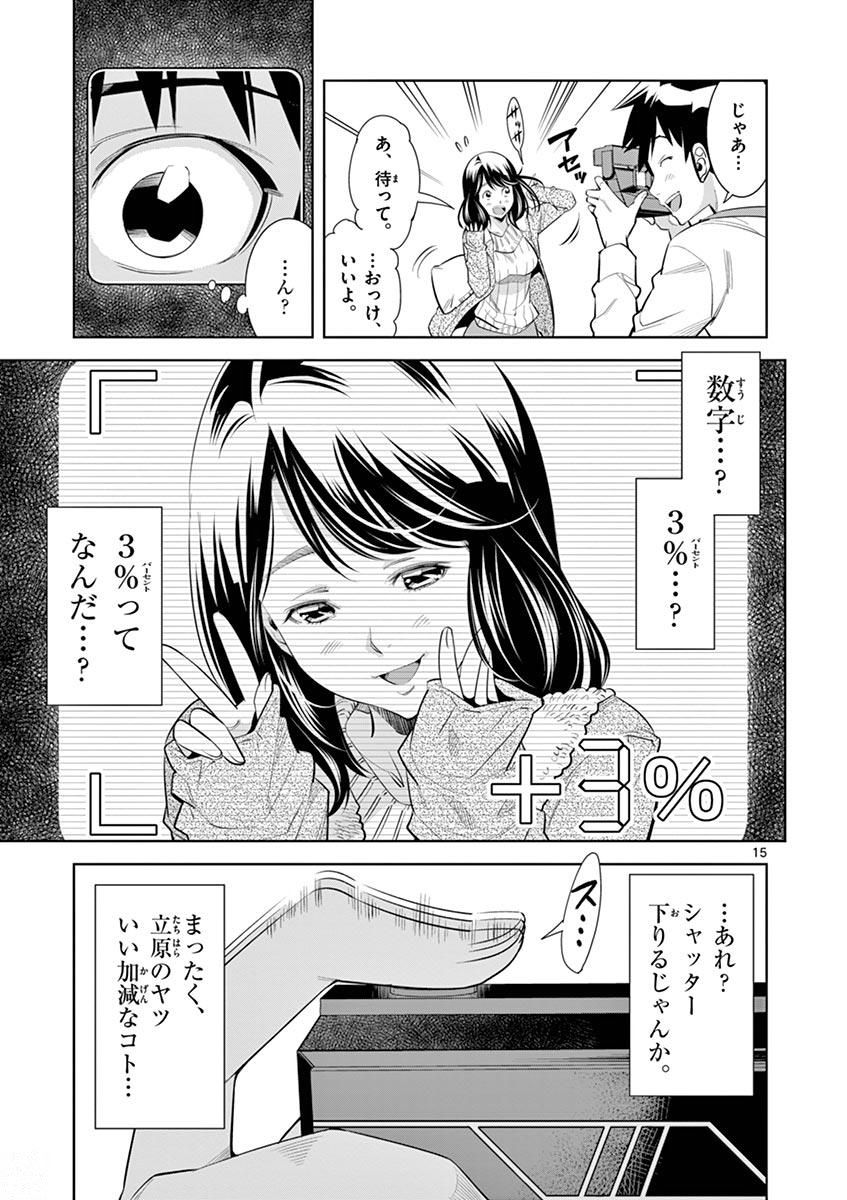 じゃあ…
アセッ
サッサッ
あ、待って。
…おっけ、
いいよ。
…ん?
数字…?
3%…?
3%って
なんだ…?
+3%
15
…あれ?
シャッター
下りるじゃんか。
ス…
まったく、
立原のヤツ
いい加減なコト…